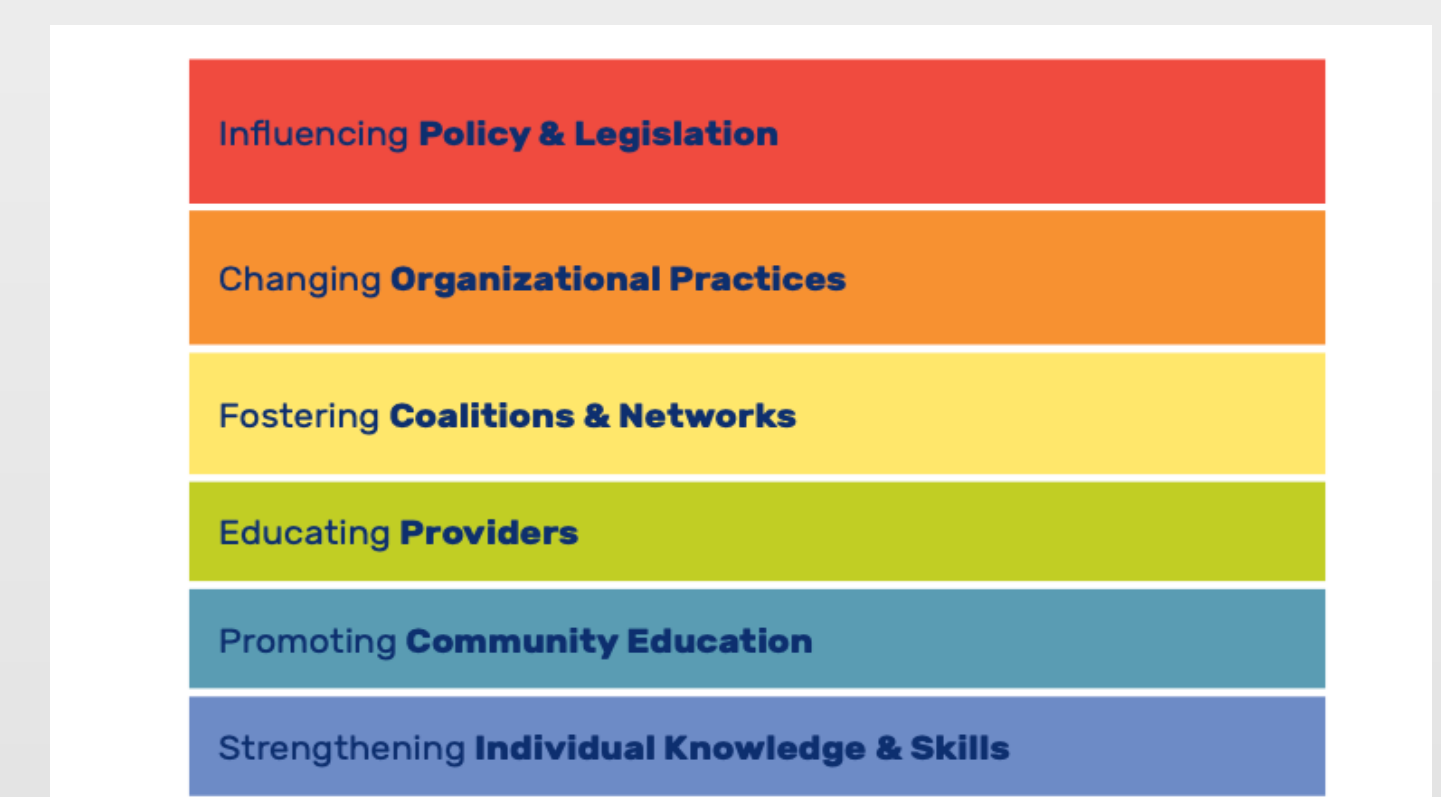 Influencing Policy & Legislation
Changing Organizational Practices
Fostering Coalitions & Networks
Educating Providers
Promoting Community Education
Strengthening Individual Knowledge & Skills